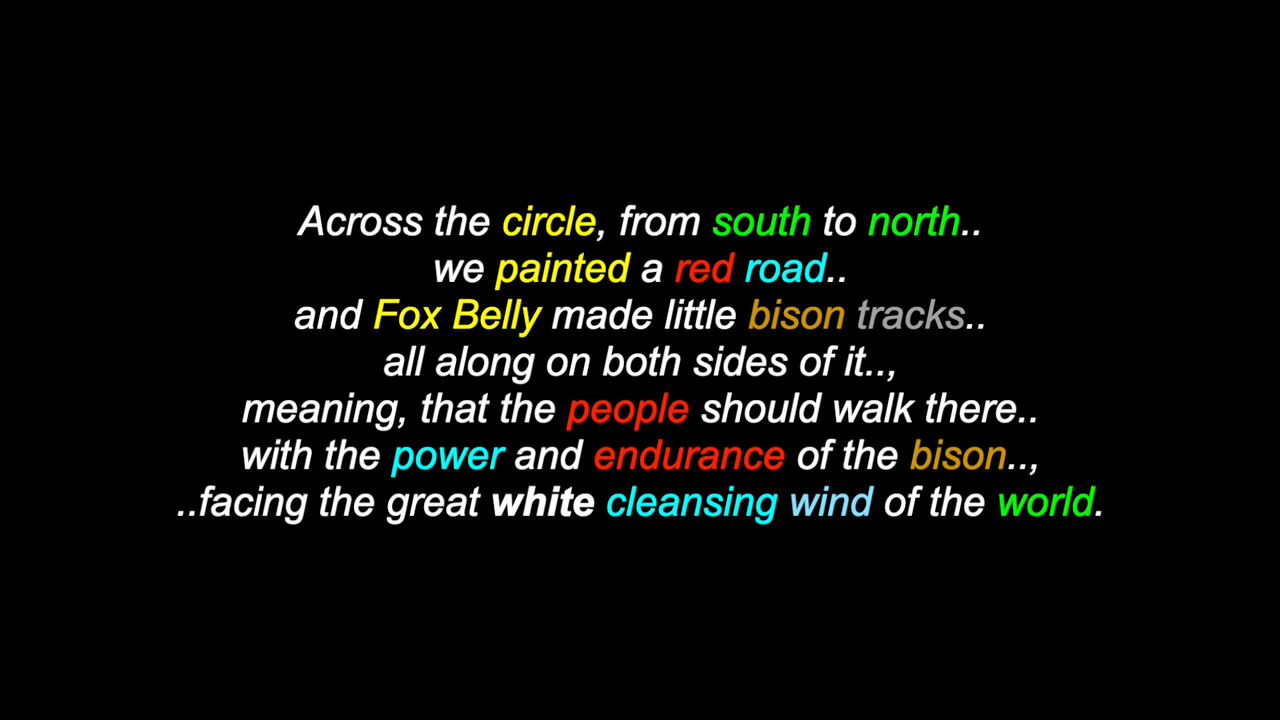 Across the circle, from south to north..
we painted a red road..
and Fox Belly made little bison tracks..
all along on both sides of it..,
meaning, that the people should walk there..
with the power and endurance of the bison..,
..facing the great white cleansing wind of the world.